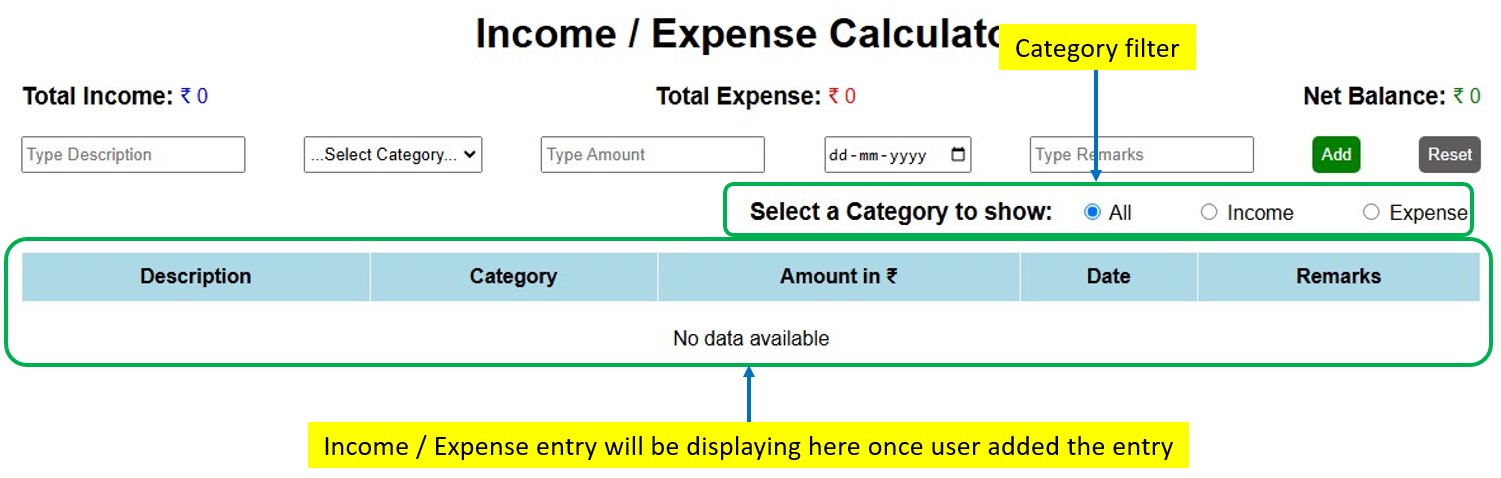 Income / Expense Calculato
Category filter
Total Income: ₹ 0 Total Expense: ₹ 0 Net Balance: ₹ 0
Type Description ...Select Category... Type Amount dd-mm-yyyy Type Remarks Add Reset
Select a Category to show: All Income Expense
Description Category Amount in ₹ Date Remarks
No data available
Income / Expense entry will be displaying here once user added the entry